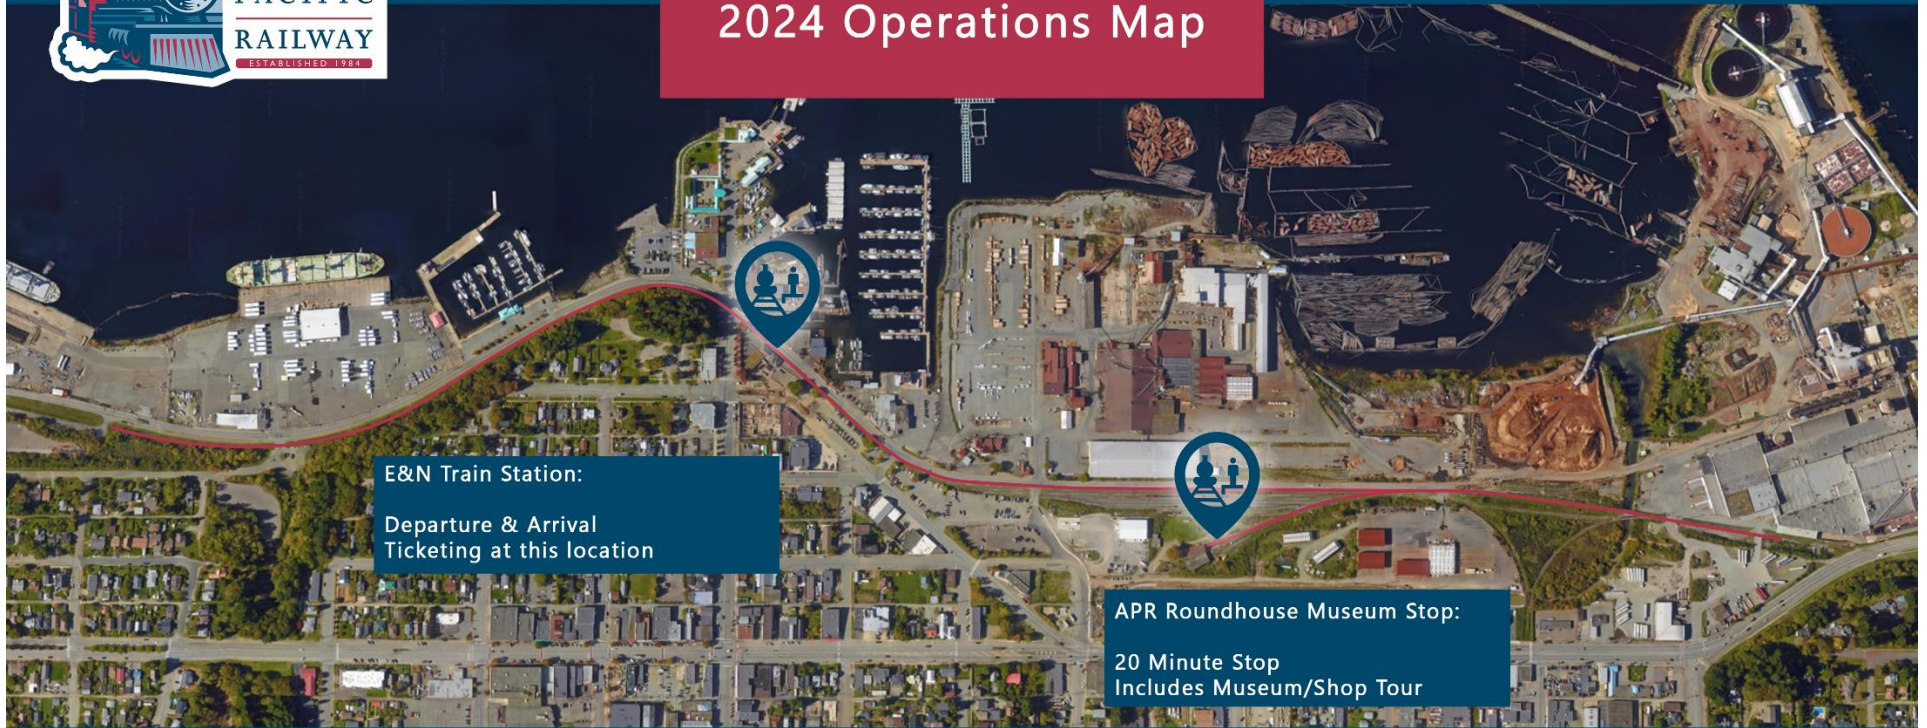 RAILWAY
ESTABLISHED 1984
2024 Operations Map
E&N Train Station:
Departure & Arrival
Ticketing at this location
APR Roundhouse Museum Stop:
20 Minute Stop
Includes Museum/Shop Tour